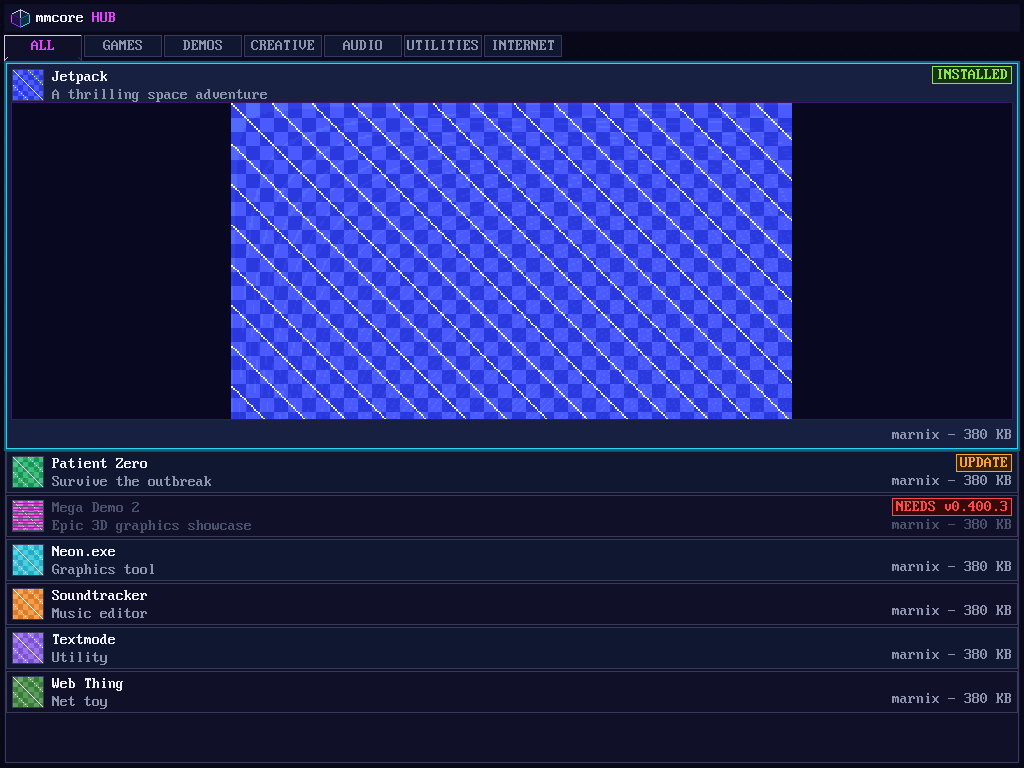 mmcore HUB
ALL GAMES DEMOS CREATIVE AUDIO UTILITIES INTERNET
Jetpack INSTALLED
A thrilling space adventure
marnix - 380 KB
Patient Zero UPDATE
Survive the outbreak marnix - 380 KB
Mega Demo 2 NEEDS v0.400.3
Epic 3D graphics showcase marnix - 380 KB
Neon.exe
Graphics tool marnix - 380 KB
Soundtracker
Music editor marnix - 380 KB
Textmode
Utility marnix - 380 KB
Web Thing
Net toy marnix - 380 KB